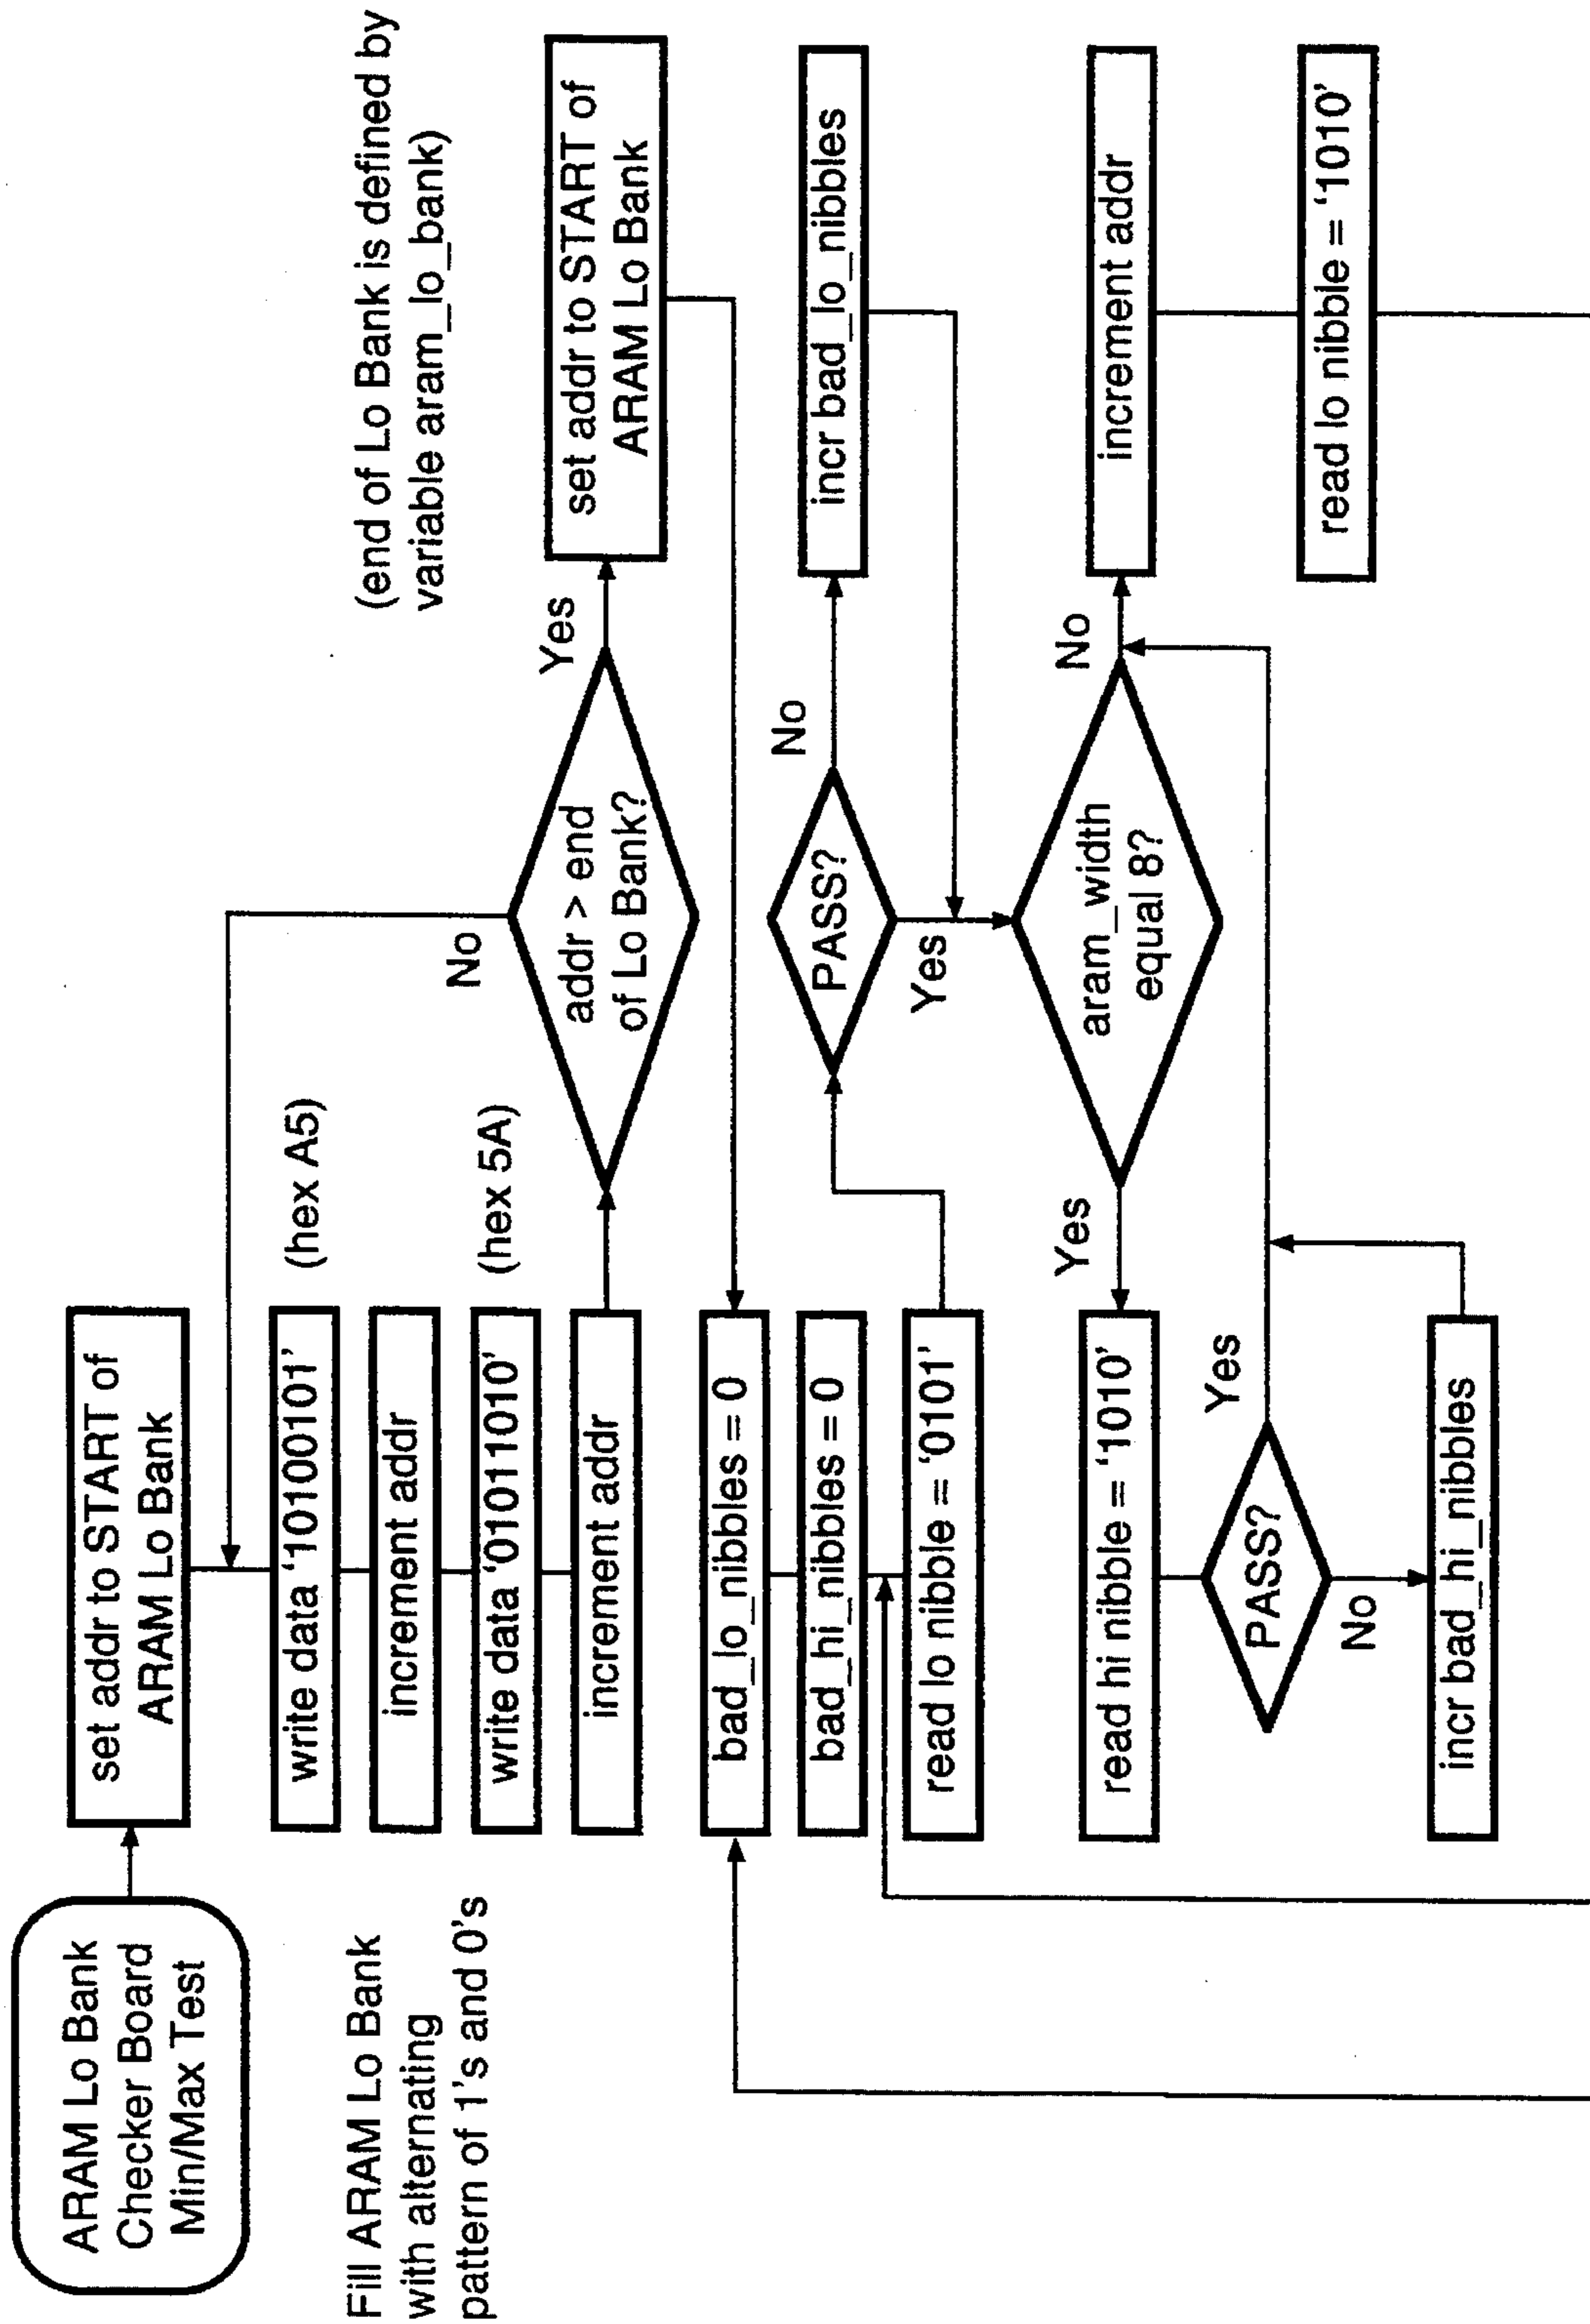 ARAM Lo Bank
Checker Board
Min/Max Test
set addr to START of
ARAM Lo Bank
Fill ARAM Lo Bank
with alternating
pattern of 1's and 0's
write data ‘10100101’
(hex A5)
increment addr
write data ‘01011010’
(hex 5A)
increment addr
addr > end
of Lo Bank?
No
Yes
(end of Lo Bank is defined by
variable aram_lo_bank)
set addr to START of
ARAM Lo Bank
bad_lo_nibbles = 0
bad_hi_nibbles = 0
read lo nibble = ‘0101’
PASS?
No
Yes
incr bad_lo_nibbles
aram_width
equal 8?
Yes
No
increment addr
read hi nibble = ‘1010’
PASS?
Yes
No
incr bad_hi_nibbles
read lo nibble = ‘1010’